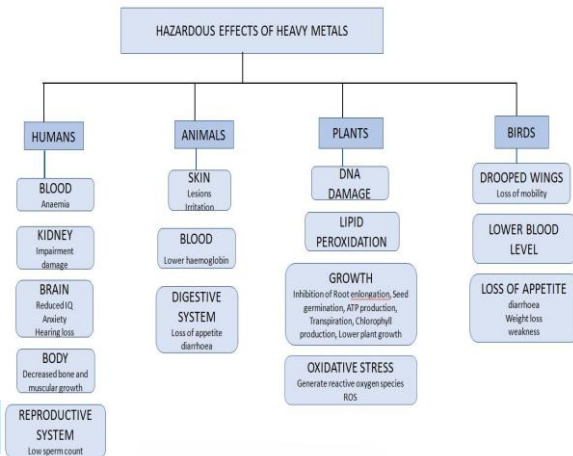 HAZARDOUS EFFECTS OF HEAVY METALS
HUMANS
BLOOD
Anaemia
KIDNEY
Impairment
damage
BRAIN
Reduced IQ
Anxiety
Hearing loss
BODY
Decreased bone and
muscular growth
REPRODUCTIVE
SYSTEM
Low sperm count
ANIMALS
SKIN
Lesions
Irritation
BLOOD
Lower haemoglobin
DIGESTIVE
SYSTEM
Loss of appetite
diarrhoea
PLANTS
DNA
DAMAGE
LIPID
PEROXIDATION
GROWTH
Inhibition of Root enlongation, Seed
germination, ATP production,
Transpiration, Chlorophyll
production, Lower plant growth
OXIDATIVE STRESS
Generate reactive oxygen species
ROS
BIRDS
DROOPED WINGS
Loss of mobility
LOWER BLOOD
LEVEL
LOSS OF APPETITE
diarrhoea
Weight loss
weakness